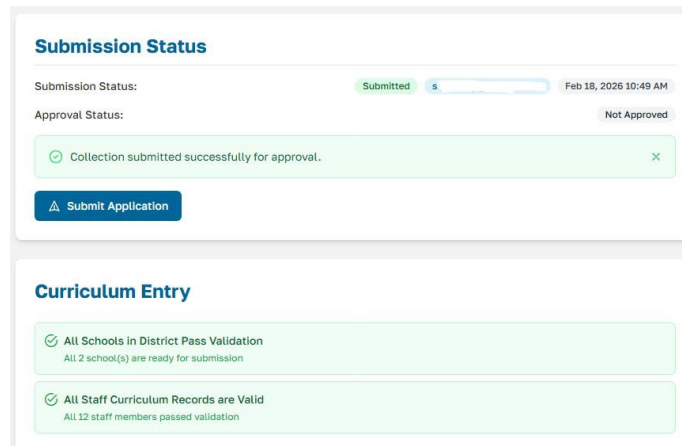 Submission Status
Submission Status: Submitted s Feb 18, 2026 10:49 AM
Approval Status: Not Approved
Collection submitted successfully for approval.
Submit Application
Curriculum Entry
All Schools in District Pass Validation
All 2 school(s) are ready for submission
All Staff Curriculum Records are Valid
All 12 staff members passed validation